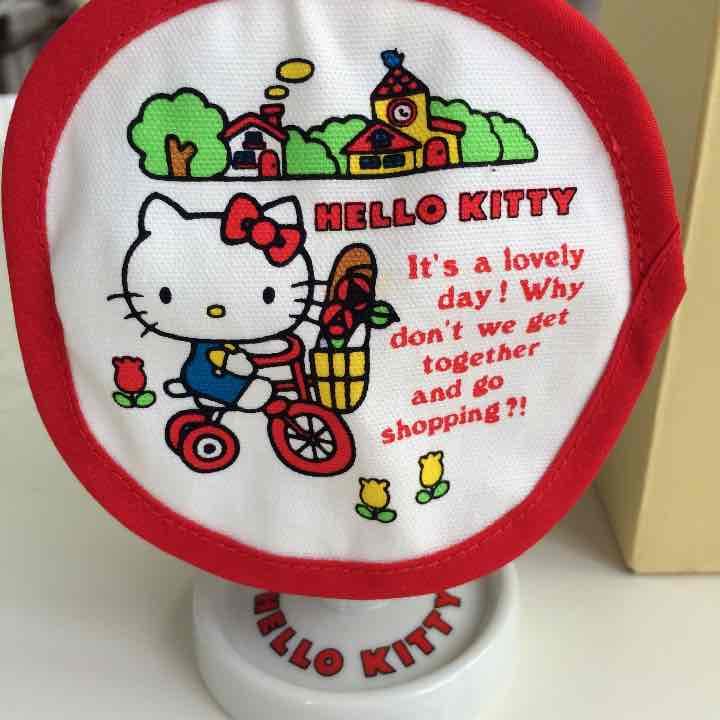 HELLO KITTY
It's a lovely
day! Why
don't we get
together
and go
shopping?!
HELLO KITTY